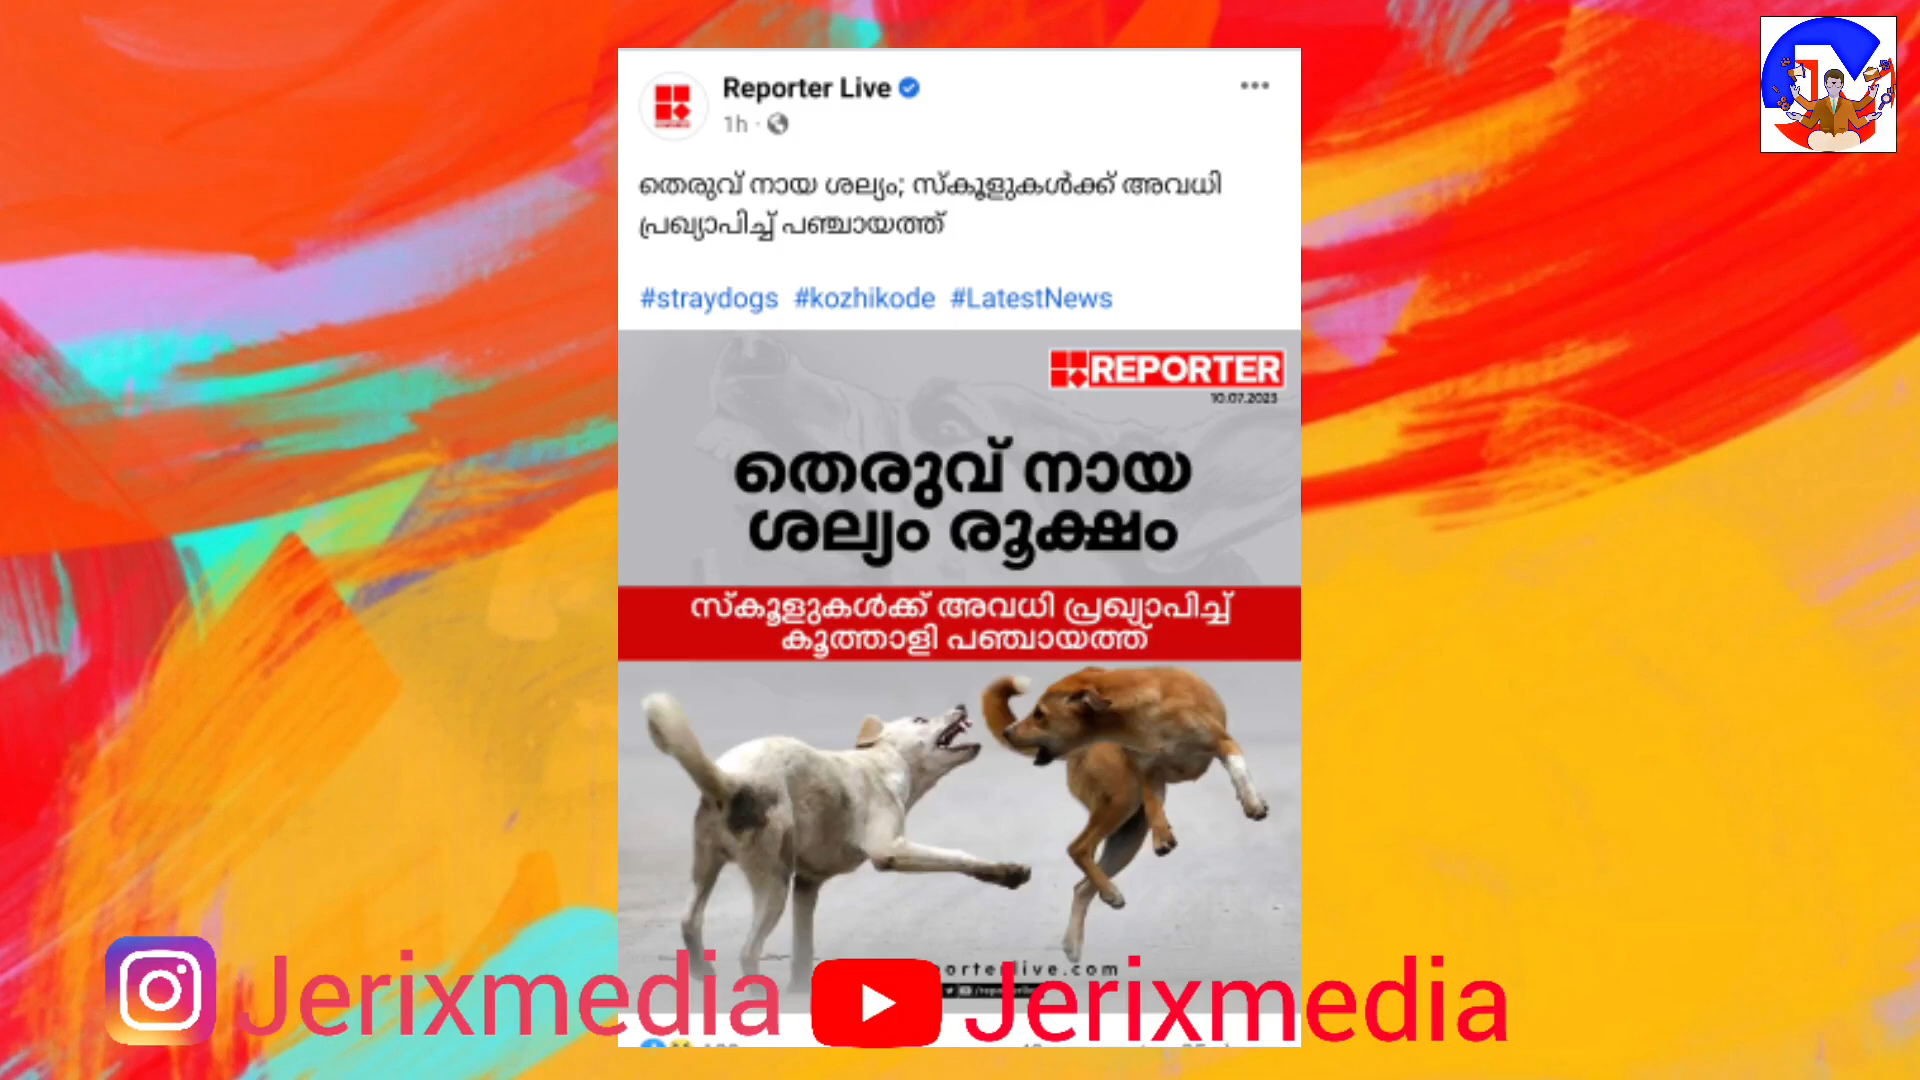 Reporter Live
1h ·
തെരുവ് നായ ശല്യം; സ്കൂളുകൾക്ക് അവധി
പ്രഖ്യാപിച്ച് പഞ്ചായത്ത്
#straydogs #kozhikode #LatestNews
REPORTER
10.07.2023
തെരുവ് നായ
ശല്യം രൂക്ഷം
സ്കൂളുകൾക്ക് അവധി പ്രഖ്യാപിച്ച്
കൂത്താളി പഞ്ചായത്ത്
Jerixmedia
Jerixmedia